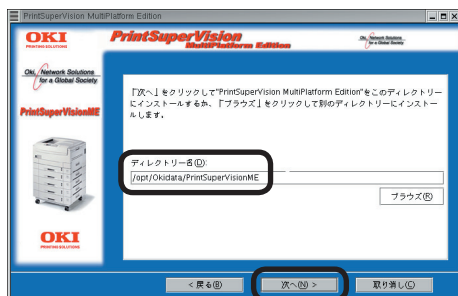 PrintSuperVision MultiPlatform Edition
OKI
PRINTING SOLUTIONS
PrintSuperVision
MultiPlatform Edition
Oki, Network Solutions
for a Global Society
Oki, Network Solutions
for a Global Society
PrintSuperVisionME
OKI
PRINTING SOLUTIONS
「次へ」をクリックして"PrintSuperVision MultiPlatform Edition"をこのディレクトリー
にインストールするか、「ブラウズ」をクリックして別のディレクトリーにインストー
ルします。
ディレクトリー名(D):
/opt/Okidata/PrintSuperVisionME
ブラウズ(R)
< 戻る(B)
次へ(N) >
取り消し(C)